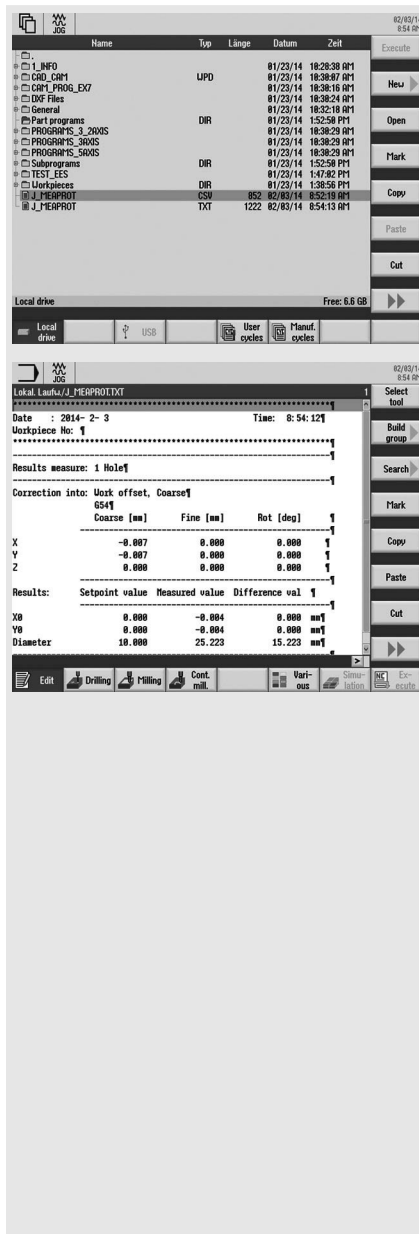 JOG
02/03/14
8:54 AM
Name Typ Länge Datum Zeit
Execute
.
1_INFO 01/23/14 10:28:38 AM
CAD_CAM WPD 01/23/14 10:30:07 AM
New
CAM_PROG_EX7 01/23/14 10:30:16 AM
DXF Files 01/23/14 10:30:24 AM
General 01/23/14 10:32:18 AM
Part programs DIR 01/23/14 1:52:50 PM
Open
PROGRAMS_3_2AXIS 01/23/14 10:30:29 AM
PROGRAMS_3AXIS 01/23/14 10:30:29 AM
PROGRAMS_5AXIS 01/23/14 10:30:29 AM
Subprograms DIR 01/23/14 1:52:50 PM
Mark
TEST_EES 01/23/14 1:47:02 PM
Workpieces DIR 01/23/14 1:38:56 PM
J_MEAPROT CSV 852 02/03/14 8:52:19 AM
Copy
J_MEAPROT TXT 1222 02/03/14 8:54:13 AM
Paste
Cut
Local drive Free: 6.6 GB
Local drive
USB
User cycles
Manuf. cycles
JOG
02/03/14
8:54 AM
Lokal. Laufw/J_MEAPROT.TXT 1
Select tool
************************************************************¶
Date : 2014- 2- 3 Time: 8:54:12¶
Workpiece No: ¶
Build group
************************************************************¶
------------------------------------------------------------¶
Results measure: 1 Hole¶
Search
------------------------------------------------------------¶
Correction into: Work offset, Coarse¶
G54¶
Mark
Coarse [mm] Fine [mm] Rot [deg] ¶
------------------------------------------------¶
X -0.007 0.000 0.000 ¶
Copy
Y -0.007 0.000 0.000 ¶
Z 0.000 0.000 0.000 ¶
------------------------------------------------¶
Paste
Results: Setpoint value Measured value Difference val ¶
------------------------------------------------¶
X0 0.000 -0.004 0.000 mm¶
Cut
Y0 0.000 -0.004 0.000 mm¶
Diameter 10.000 25.223 15.223 mm¶
------------------------------------------------------------¶
Edit
Drilling
Milling
Cont. mill.
Vari-ous
Simu-lation
NC
Ex-ecute